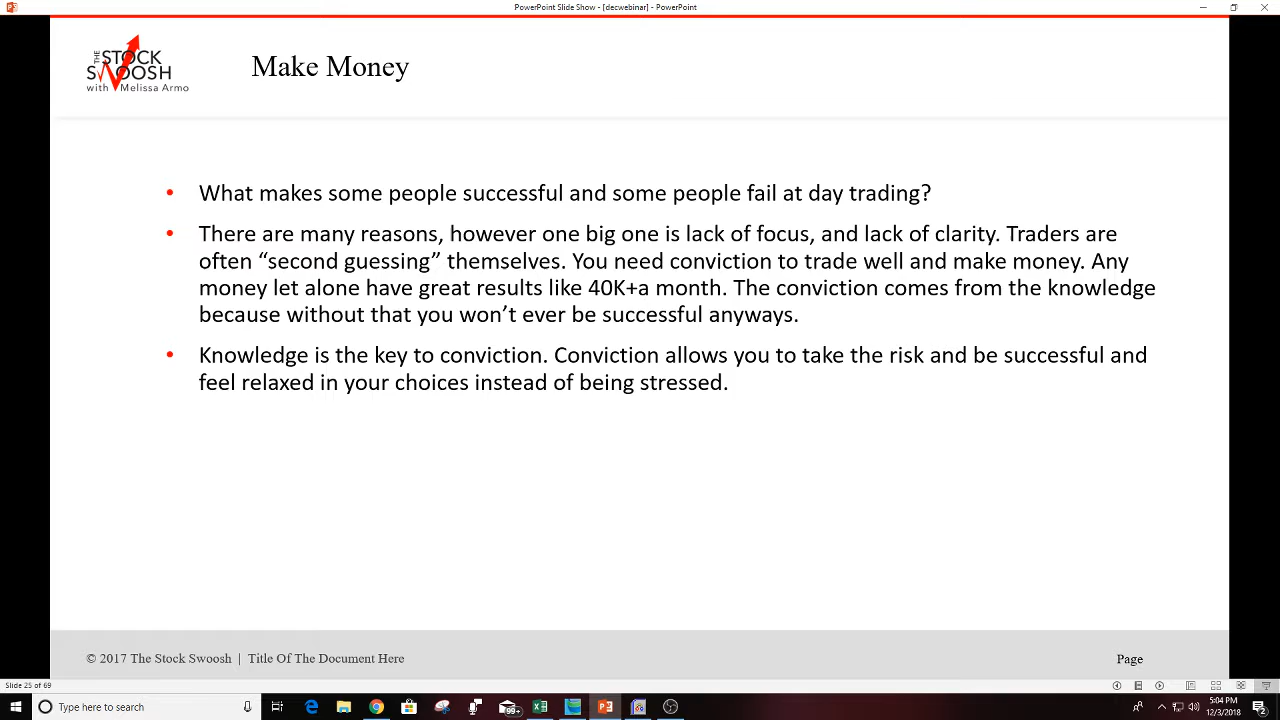 PowerPoint Slide Show - [decwebinar] - PowerPoint
THE
STOCK
SWOOSH
with Melissa Armo
Make Money
• What makes some people successful and some people fail at day trading?
• There are many reasons, however one big one is lack of focus, and lack of clarity. Traders are
often “second guessing” themselves. You need conviction to trade well and make money. Any
money let alone have great results like 40K+a month. The conviction comes from the knowledge
because without that you won’t ever be successful anyways.
• Knowledge is the key to conviction. Conviction allows you to take the risk and be successful and
feel relaxed in your choices instead of being stressed.
© 2017 The Stock Swoosh | Title Of The Document Here
Page
Slide 25 of 69
Type here to search
99+
5:04 PM
12/3/2018
2